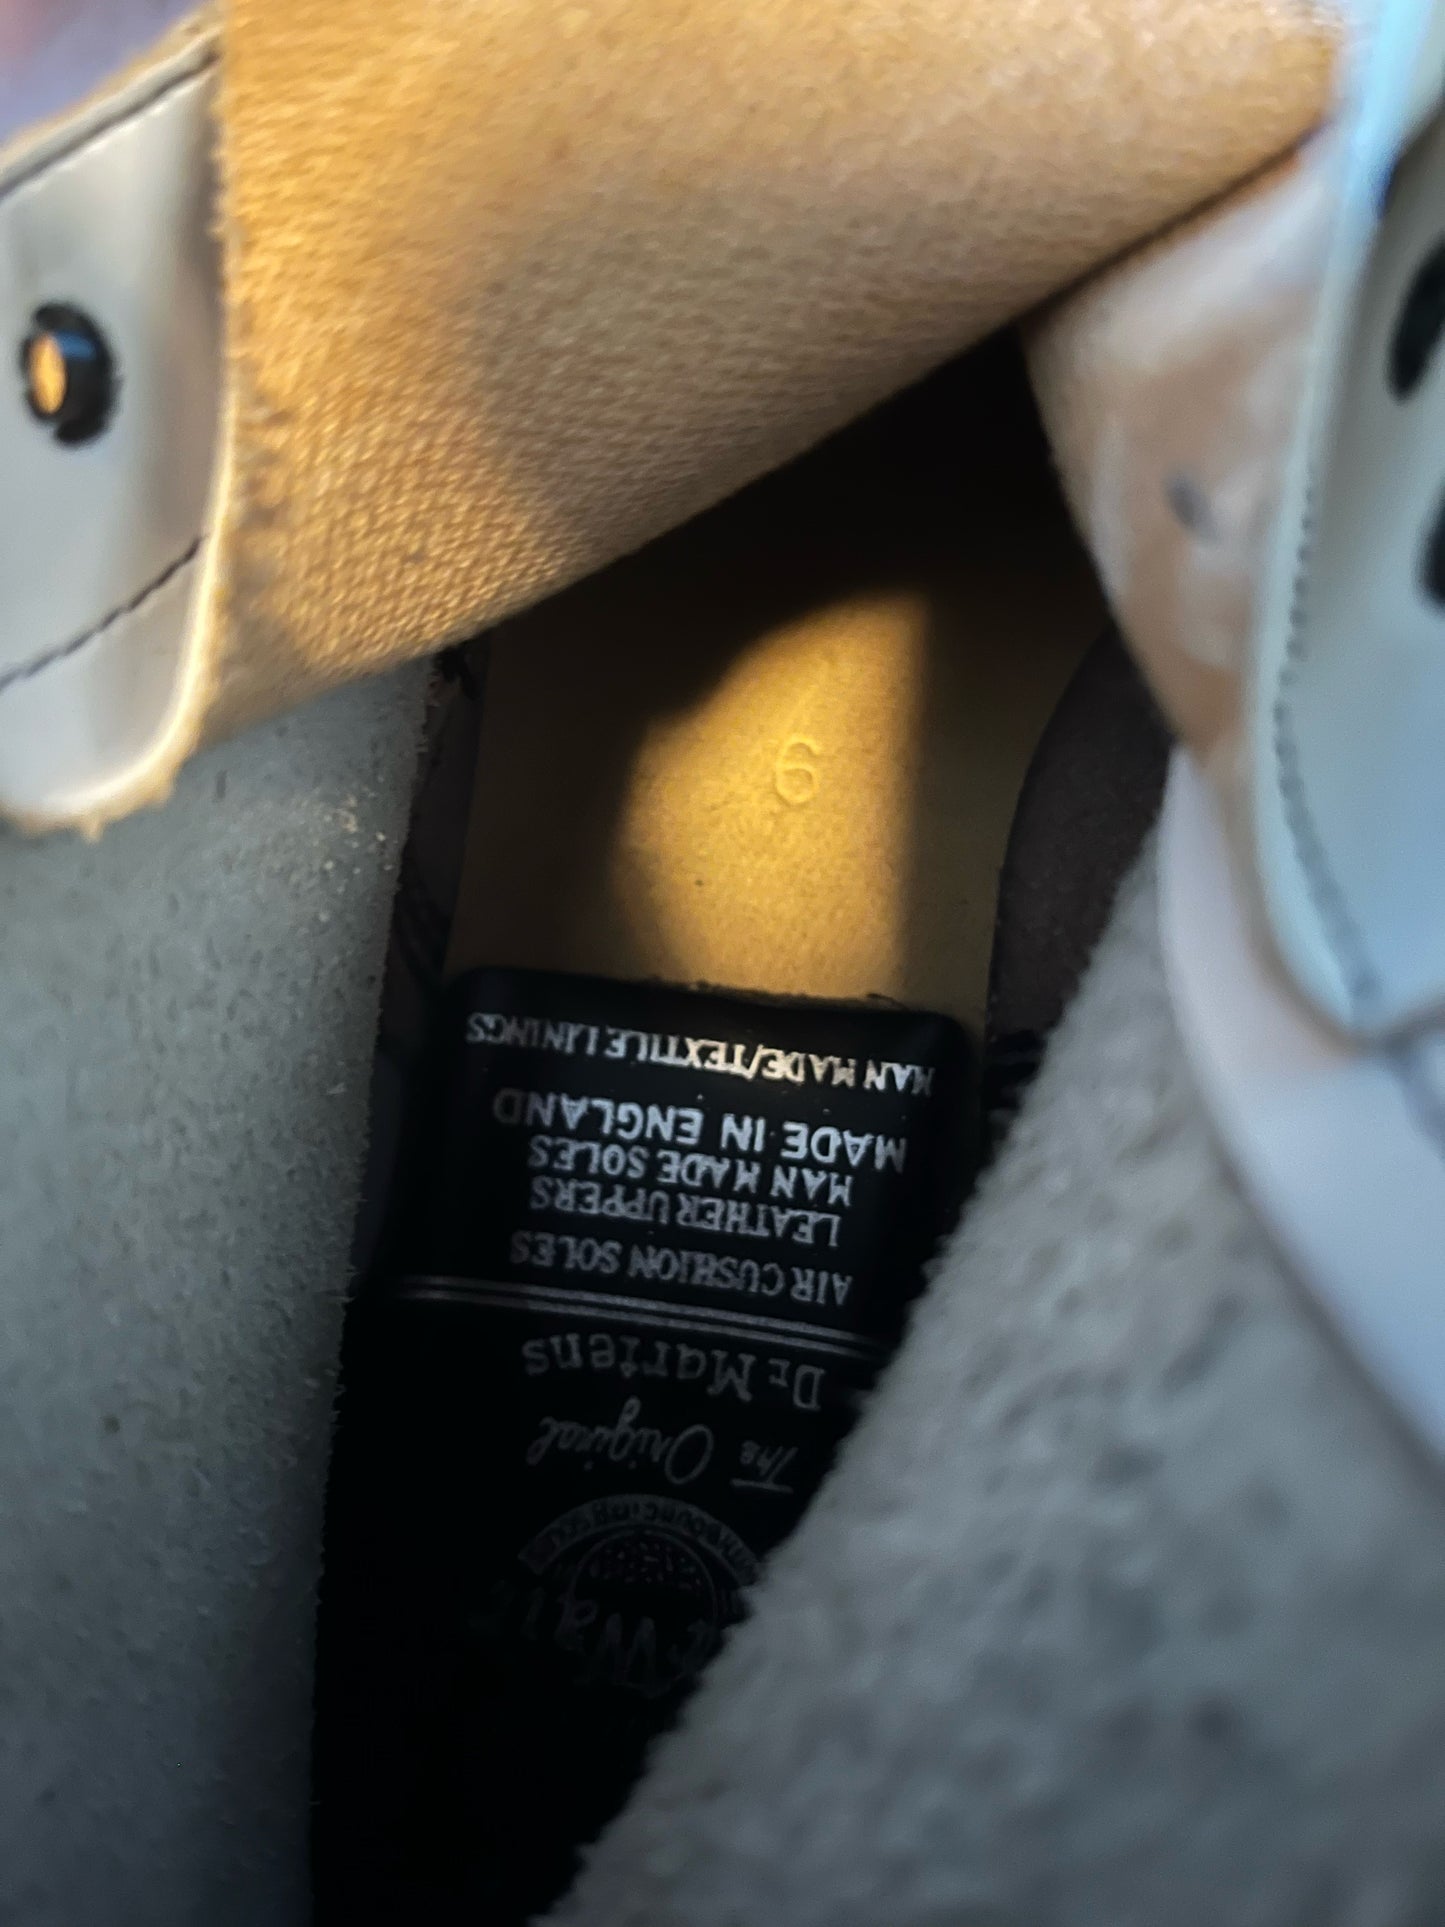 The Original
Dr. Martens
AIR CUSHION SOLES
LEATHER UPPERS
MAN MADE SOLES
MADE IN ENGLAND
MAN MADE/TEXTILE LININGS